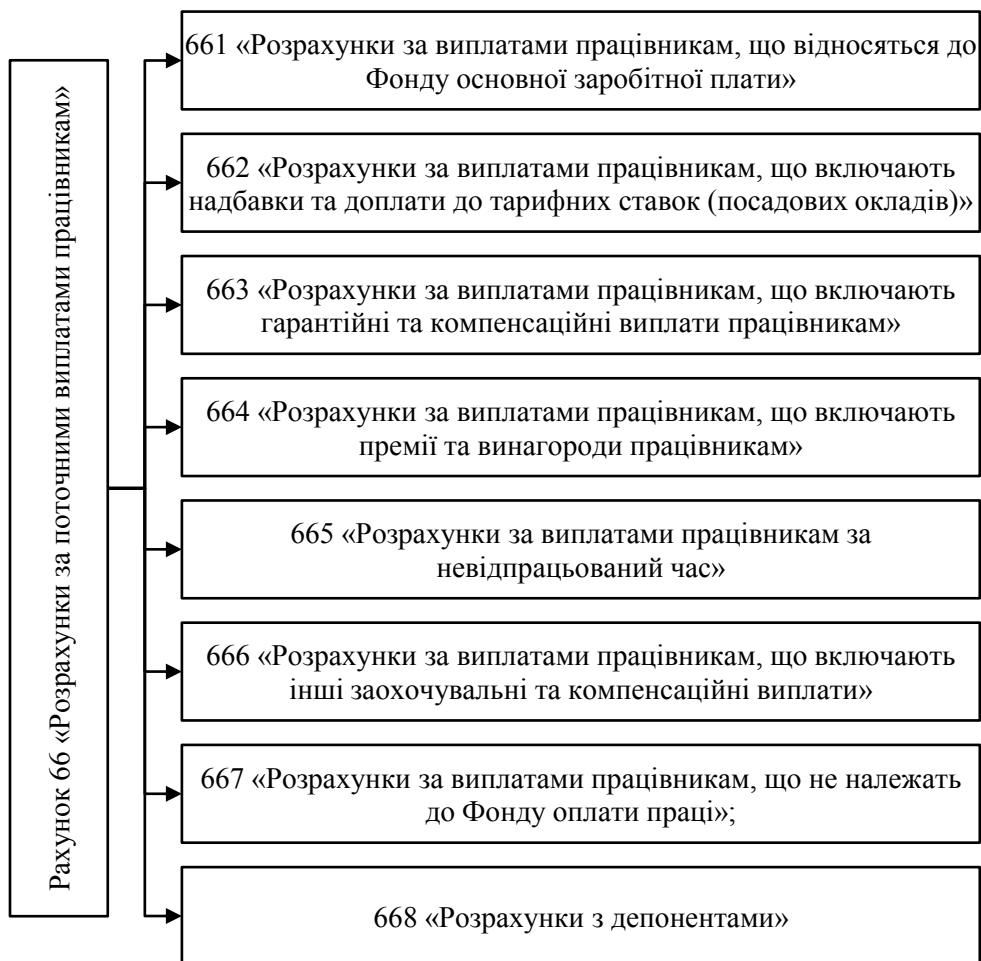 Рахунок 66 «Розрахунки за поточними виплатами працівникам»
661 «Розрахунки за виплатами працівникам, що відносяться до
Фонду основної заробітної плати»
662 «Розрахунки за виплатами працівникам, що включають
надбавки та доплати до тарифних ставок (посадових окладів)»
663 «Розрахунки за виплатами працівникам, що включають
гарантійні та компенсаційні виплати працівникам»
664 «Розрахунки за виплатами працівникам, що включають
премії та винагороди працівникам»
665 «Розрахунки за виплатами працівникам за
невідпрацьований час»
666 «Розрахунки за виплатами працівникам, що включають
інші заохочувальні та компенсаційні виплати»
667 «Розрахунки за виплатами працівникам, що не належать
до Фонду оплати праці»;
668 «Розрахунки з депонентами»